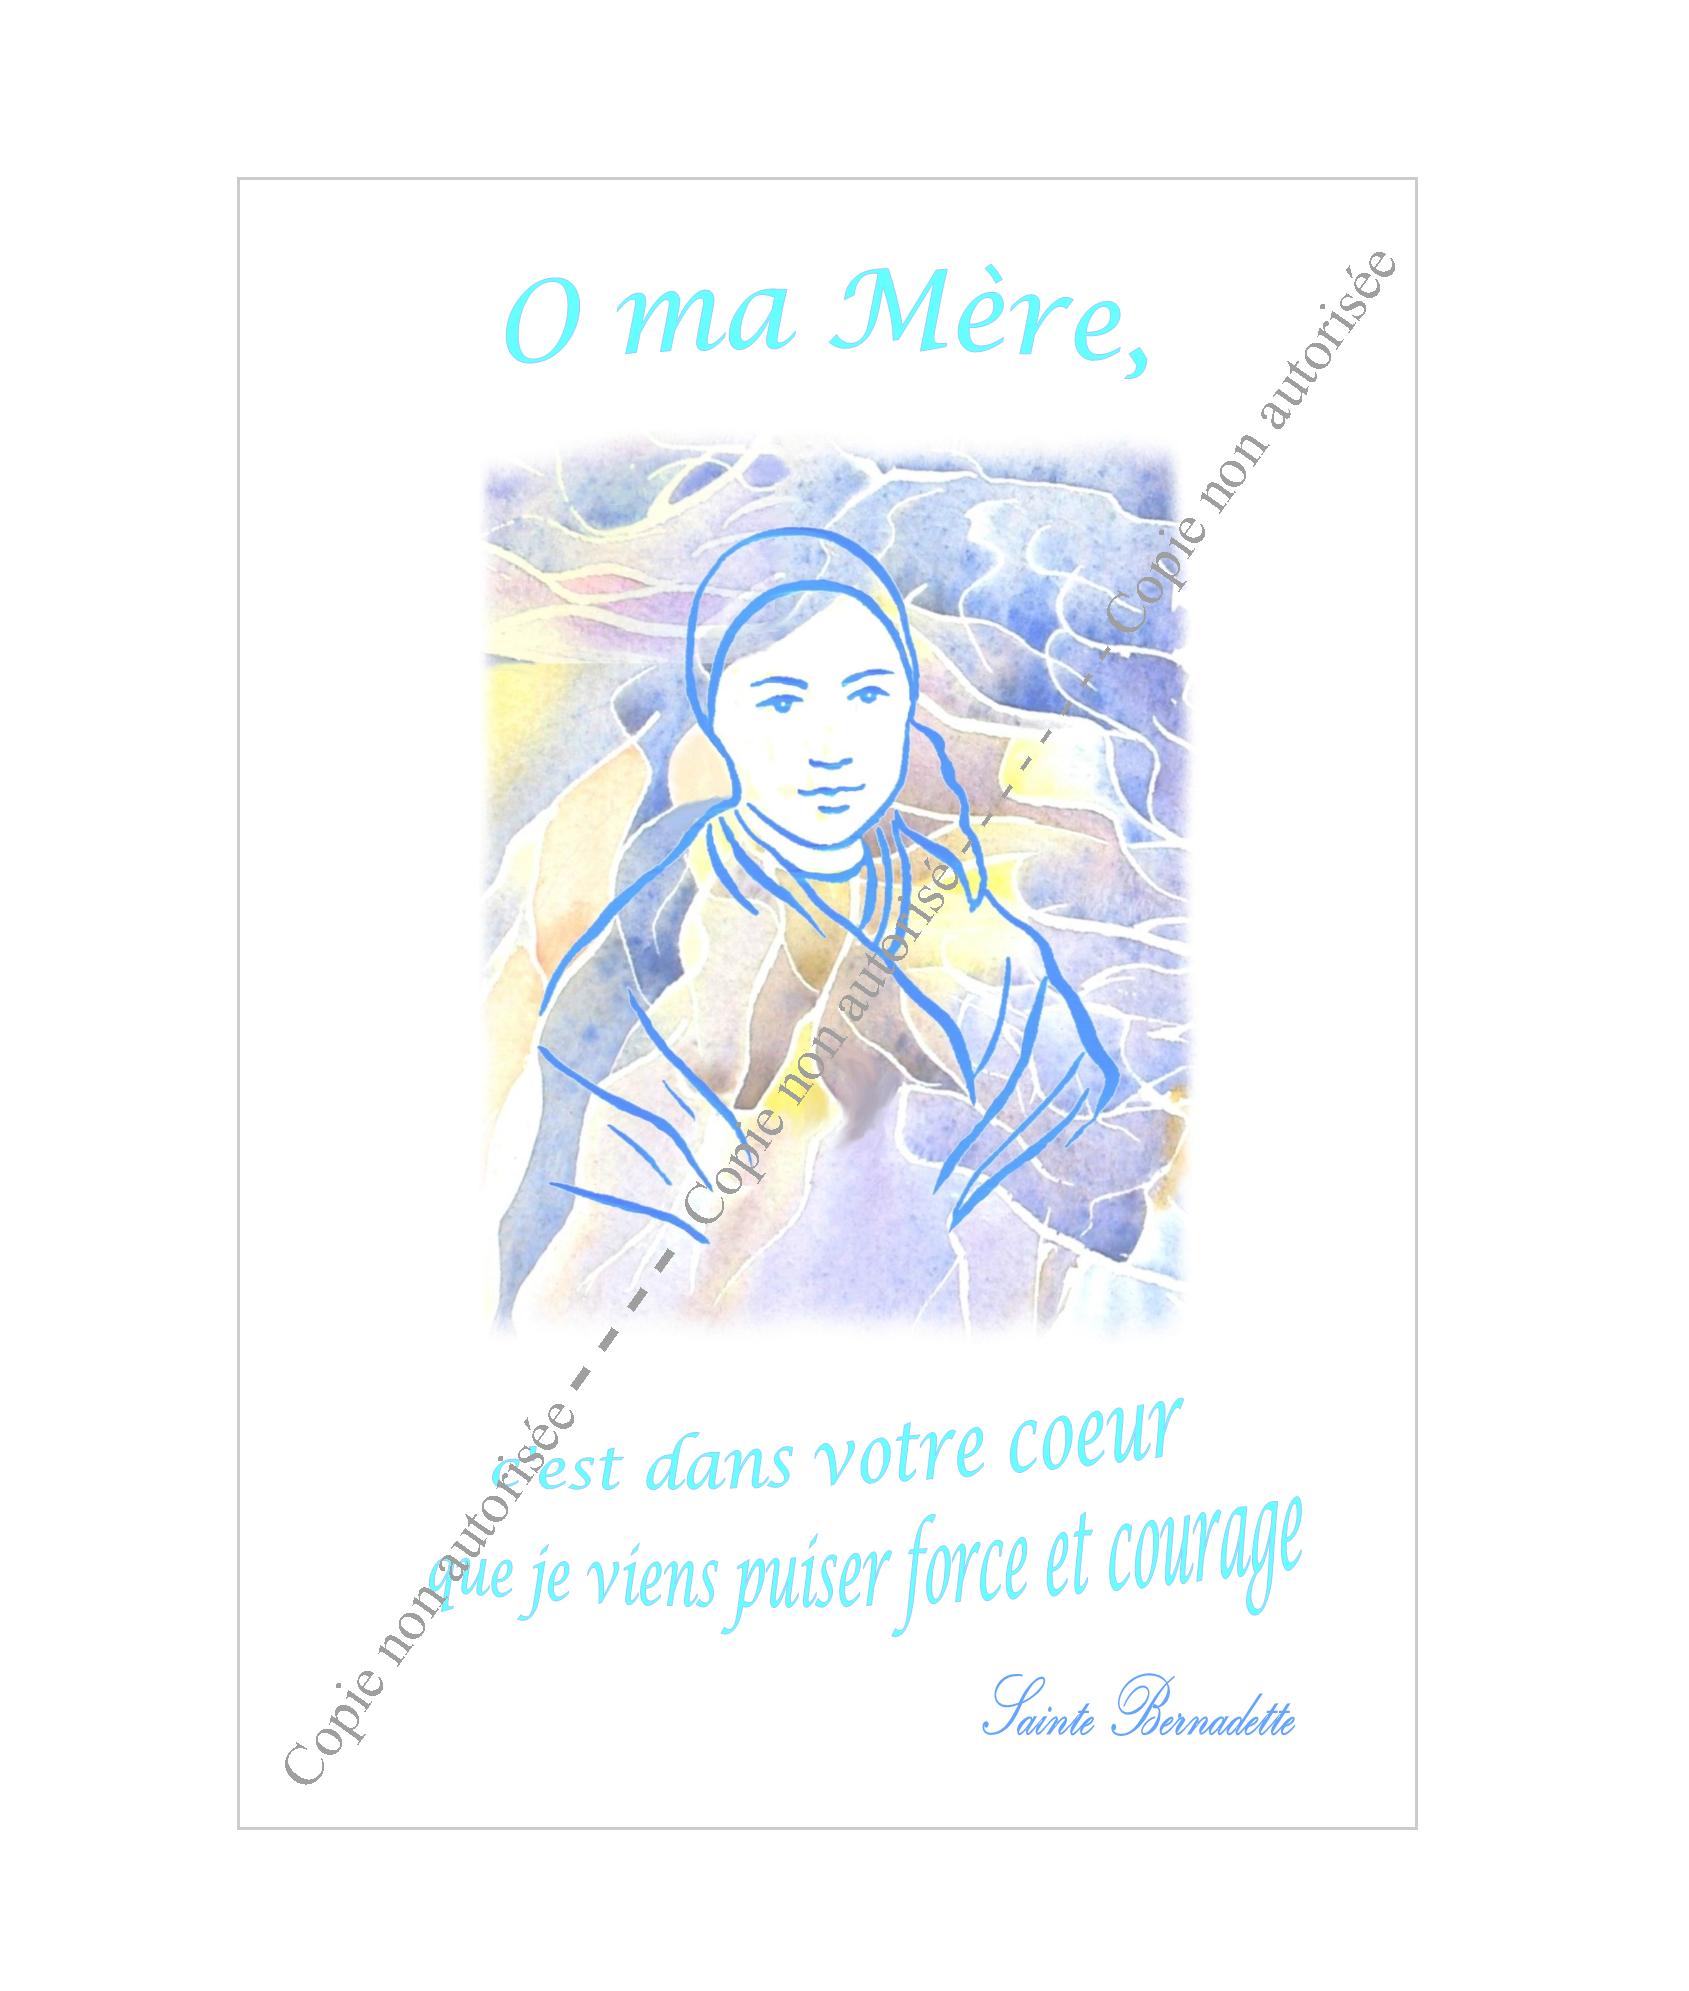 O ma Mère,
c'est dans votre coeur
que je viens puiser force et courage
Sainte Bernadette
Copie non autorisée - - - - - Copie non autorisée - - - - - - - - Copie non autorisée